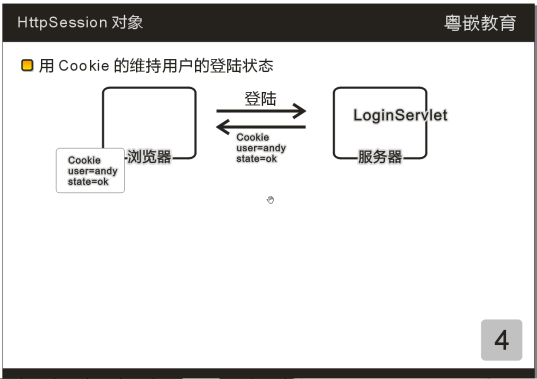 HttpSession 对象
粤嵌教育
用 Cookie 的维持用户的登陆状态
登陆
LoginServlet
Cookie
user=andy
state=ok
浏览器
服务器
Cookie
user=andy
state=ok
4